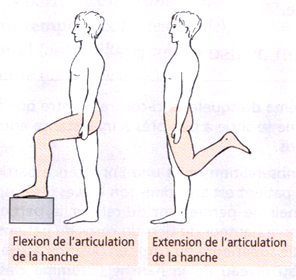 Flexion de l'articulation
de la hanche
Extension de l'articulation
de la hanche